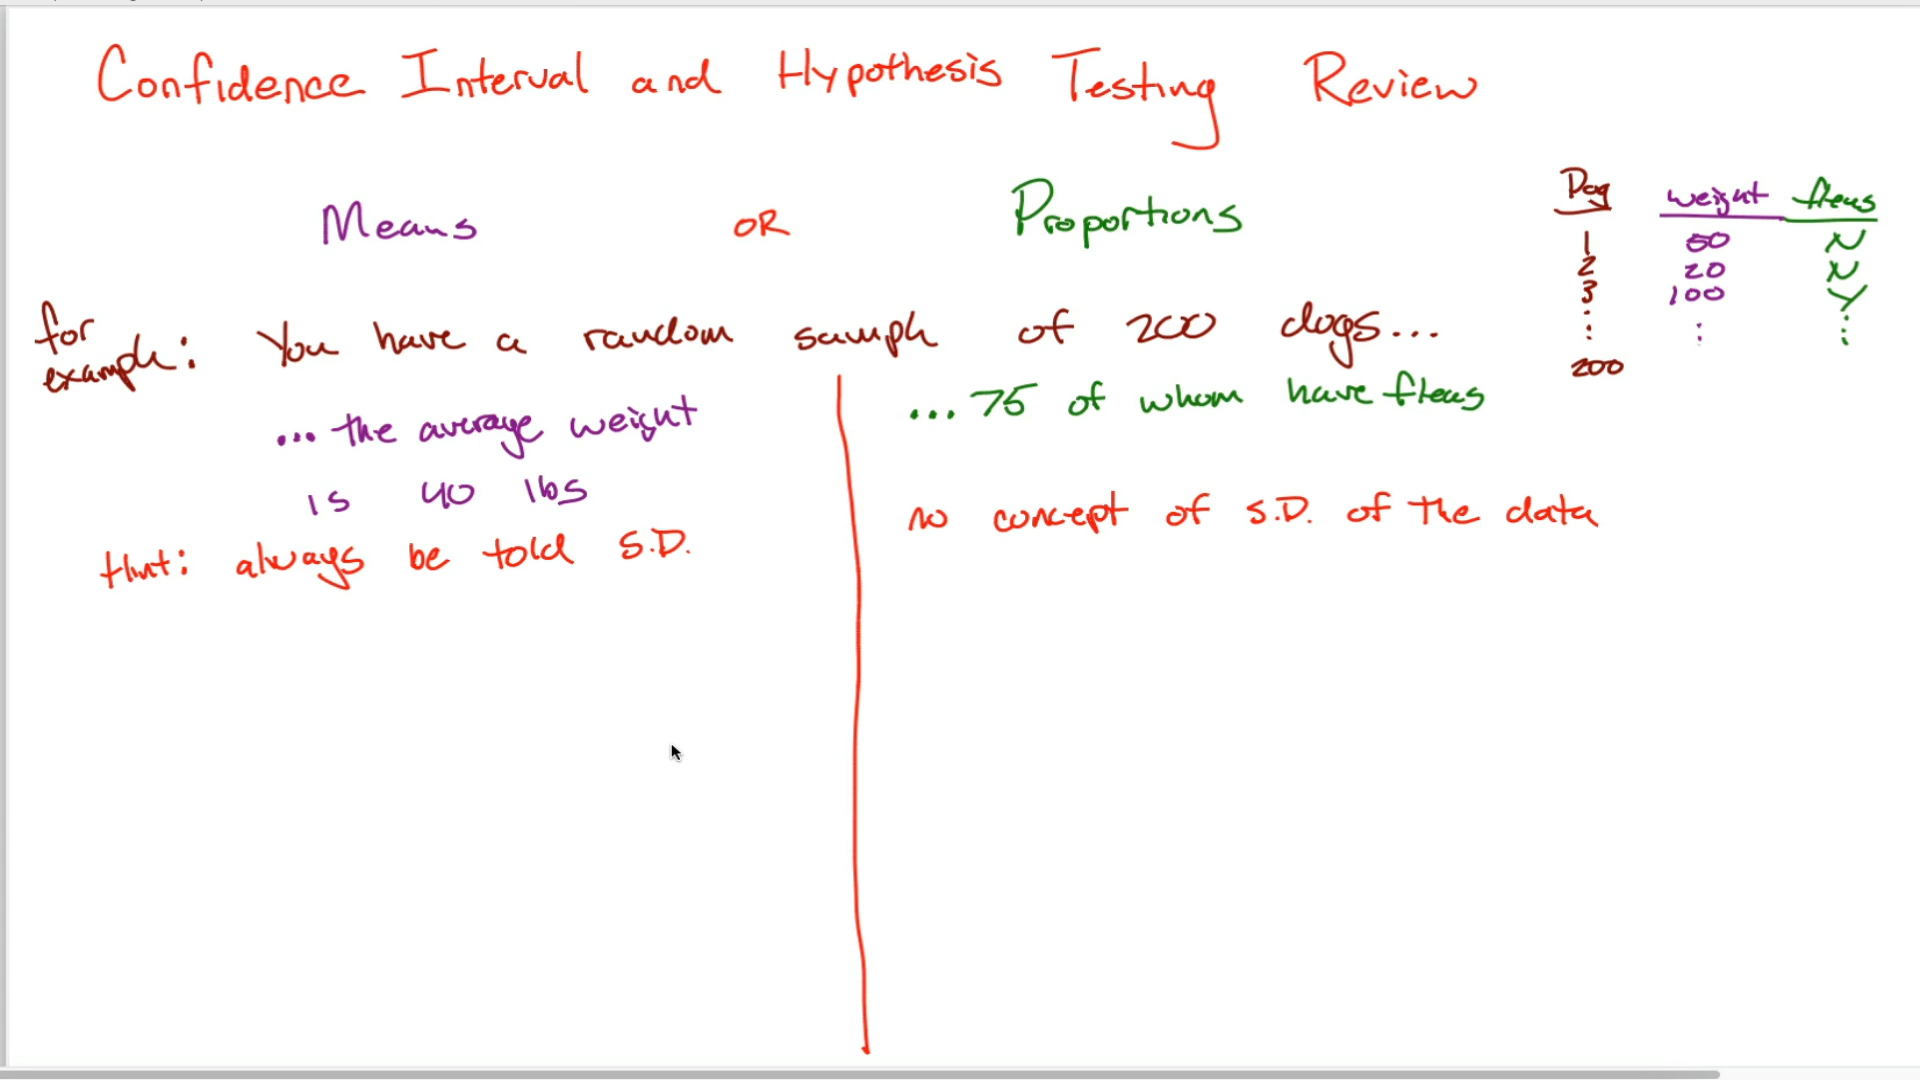 Confidence Interval and Hypothesis Testing Review
Means OR Proportions
Dog weight fleas
1 50 N
2 20 N
3 100 Y
⋮ ⋮ ⋮
200
for example: You have a random sample of 200 dogs...
... the average weight
is 40 lbs
Hint: always be told S.D.
... 75 of whom have fleas
no concept of S.D. of the data